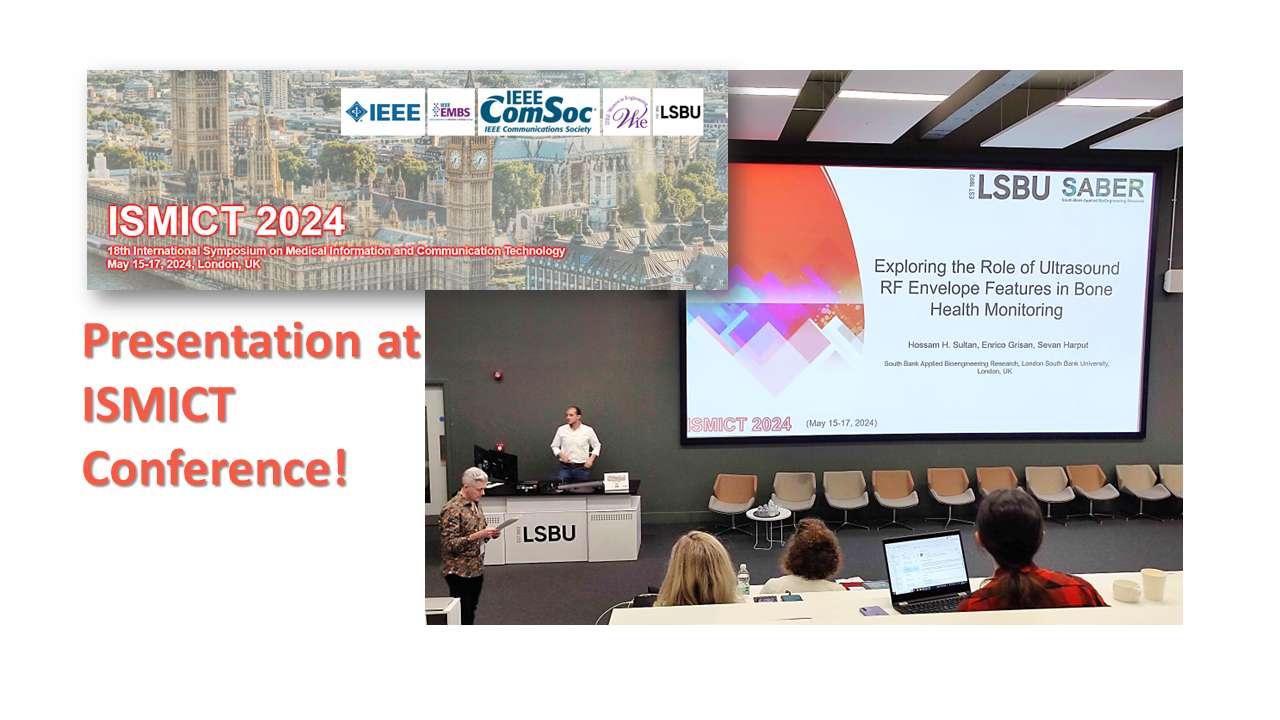 IEEE
IEEE
EMBS
IEEE
ComSoc
IEEE Communications Society
WIE
LSBU
ISMICT 2024
18th International Symposium on Medical Information and Communication Technology
May 15-17, 2024, London, UK
Presentation at
ISMICT
Conference!
EST 1892
LSBU
SABER
South Bank Applied BioEngineering Research
Exploring the Role of Ultrasound
RF Envelope Features in Bone
Health Monitoring
Hossam H. Sultan, Enrico Grisan, Sevan Harput
South Bank Applied Bioengineering Research, London South Bank University,
London, UK
ISMICT 2024
(May 15-17, 2024)
EST 1892
LSBU